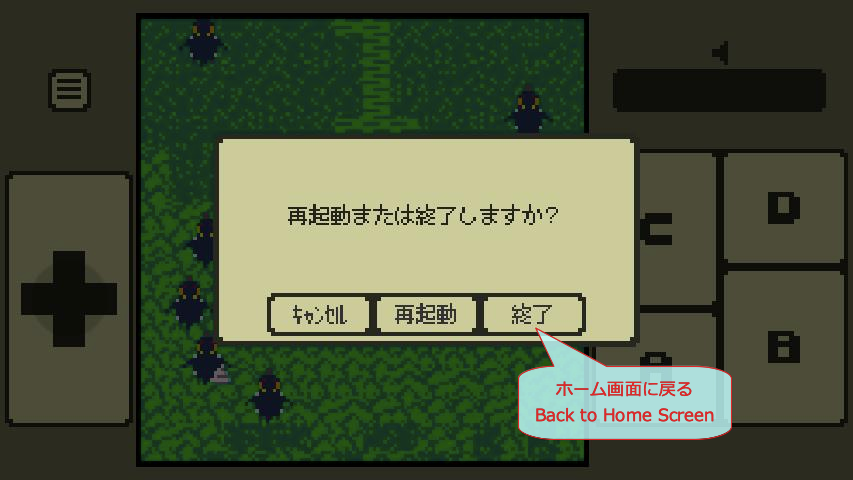 再起動または終了しますか?
ｷｬﾝｾﾙ 再起動 終了
C
D
A
B
ホーム画面に戻る
Back to Home Screen